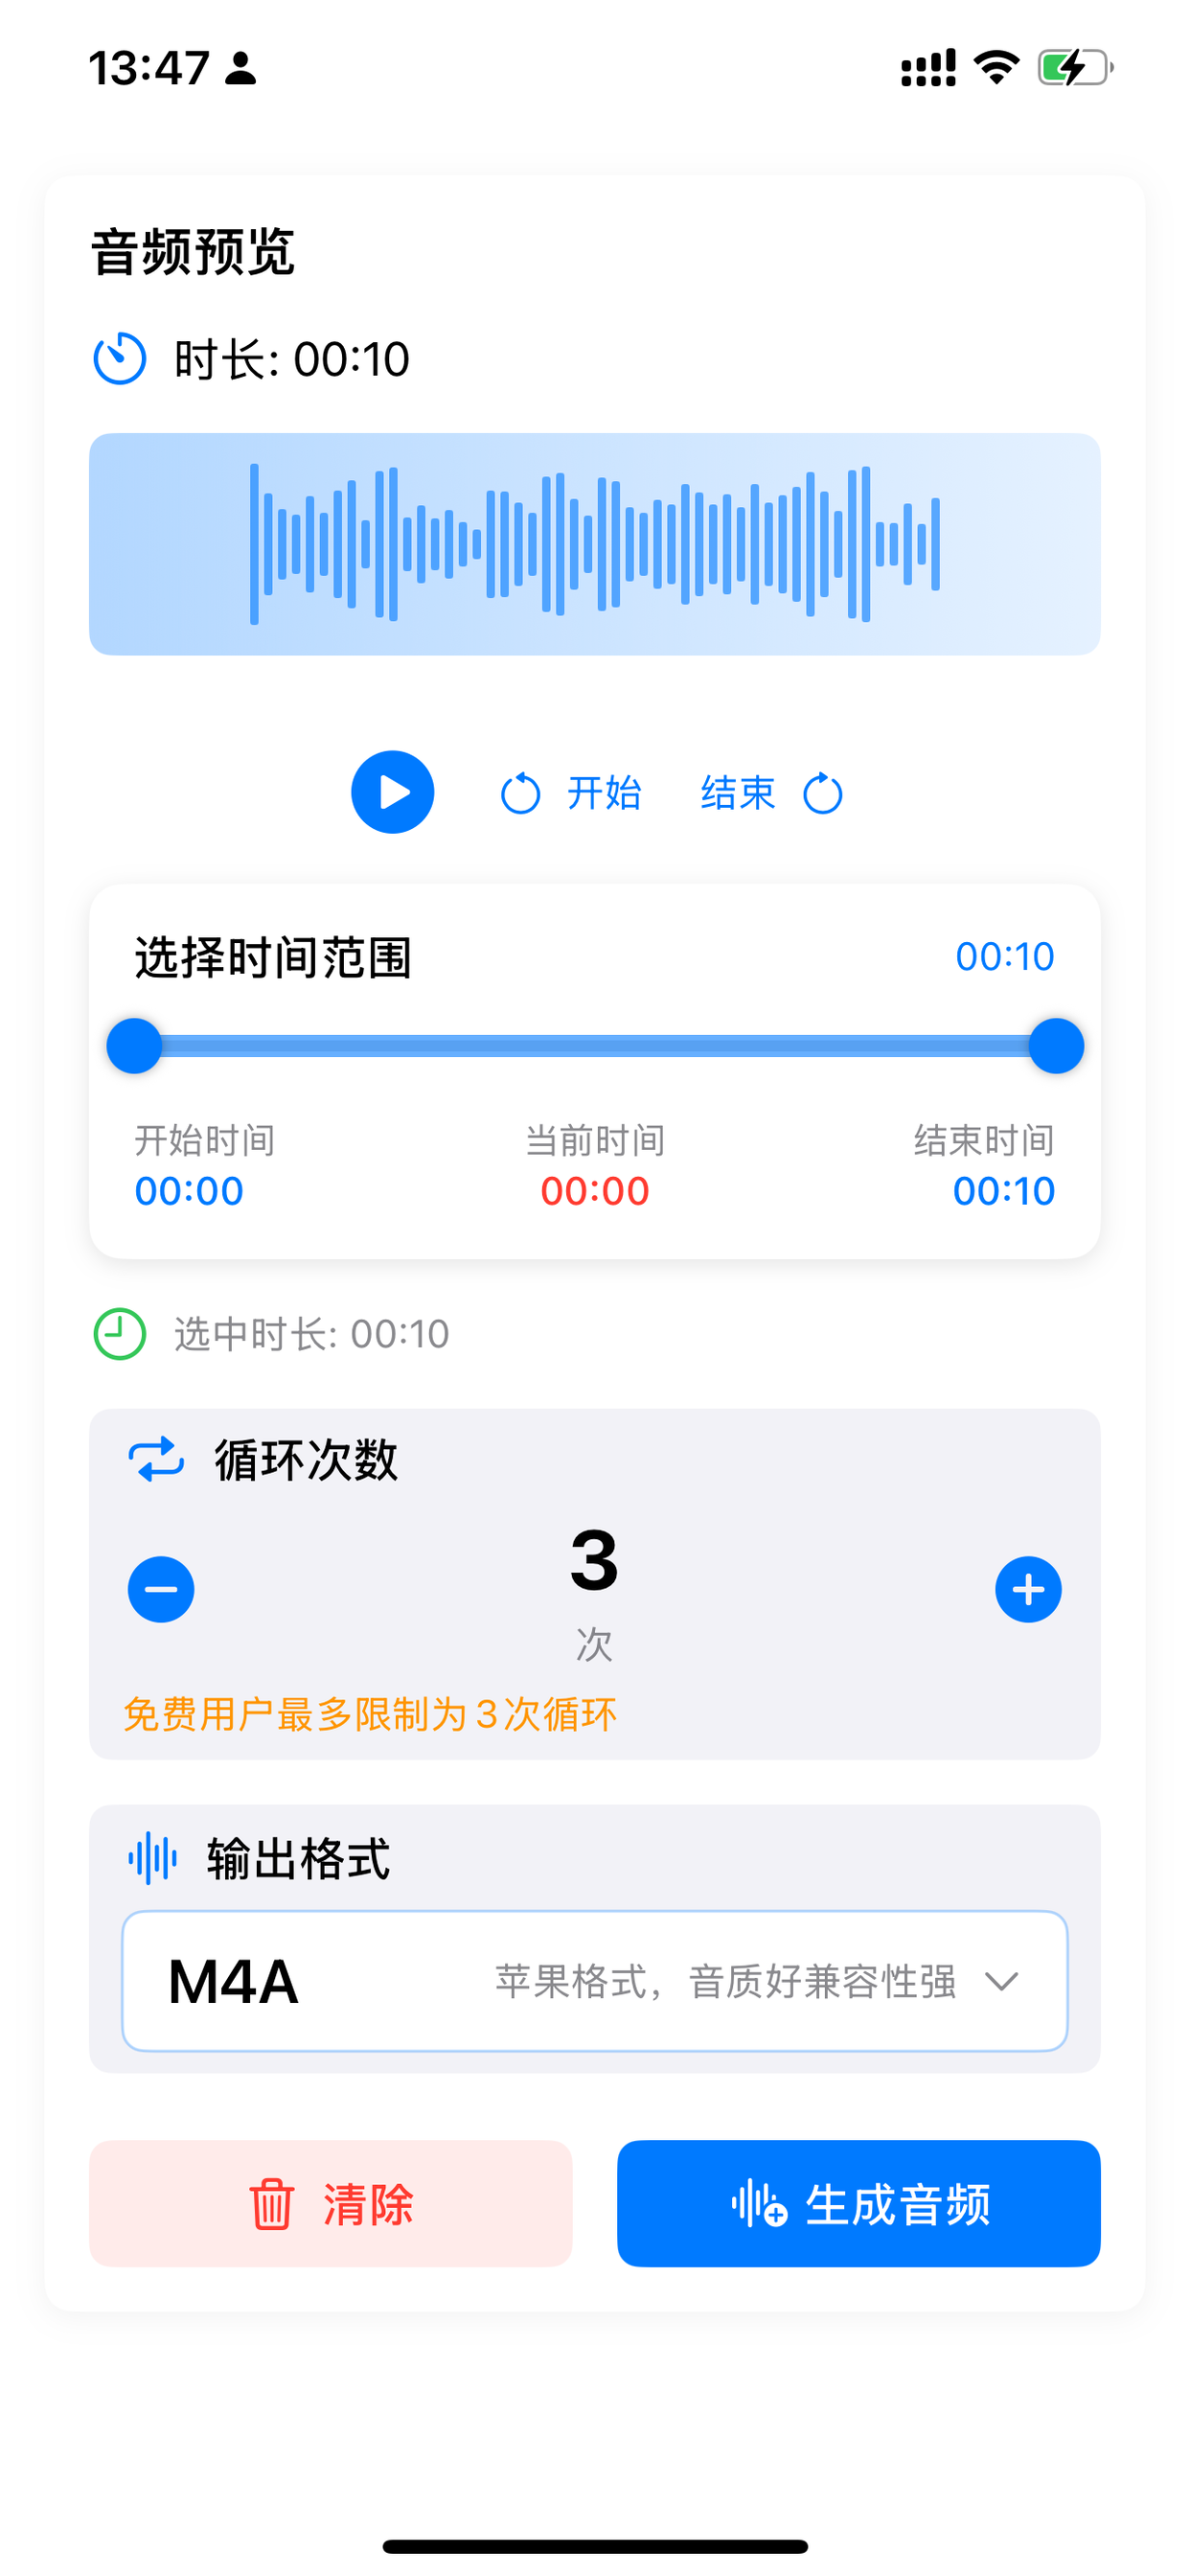 13:47
音频预览
时长: 00:10
开始 结束
选择时间范围 00:10
开始时间 当前时间 结束时间
00:00 00:00 00:10
选中时长: 00:10
循环次数
3
次
免费用户最多限制为 3 次循环
输出格式
M4A 苹果格式，音质好兼容性强
清除 生成音频